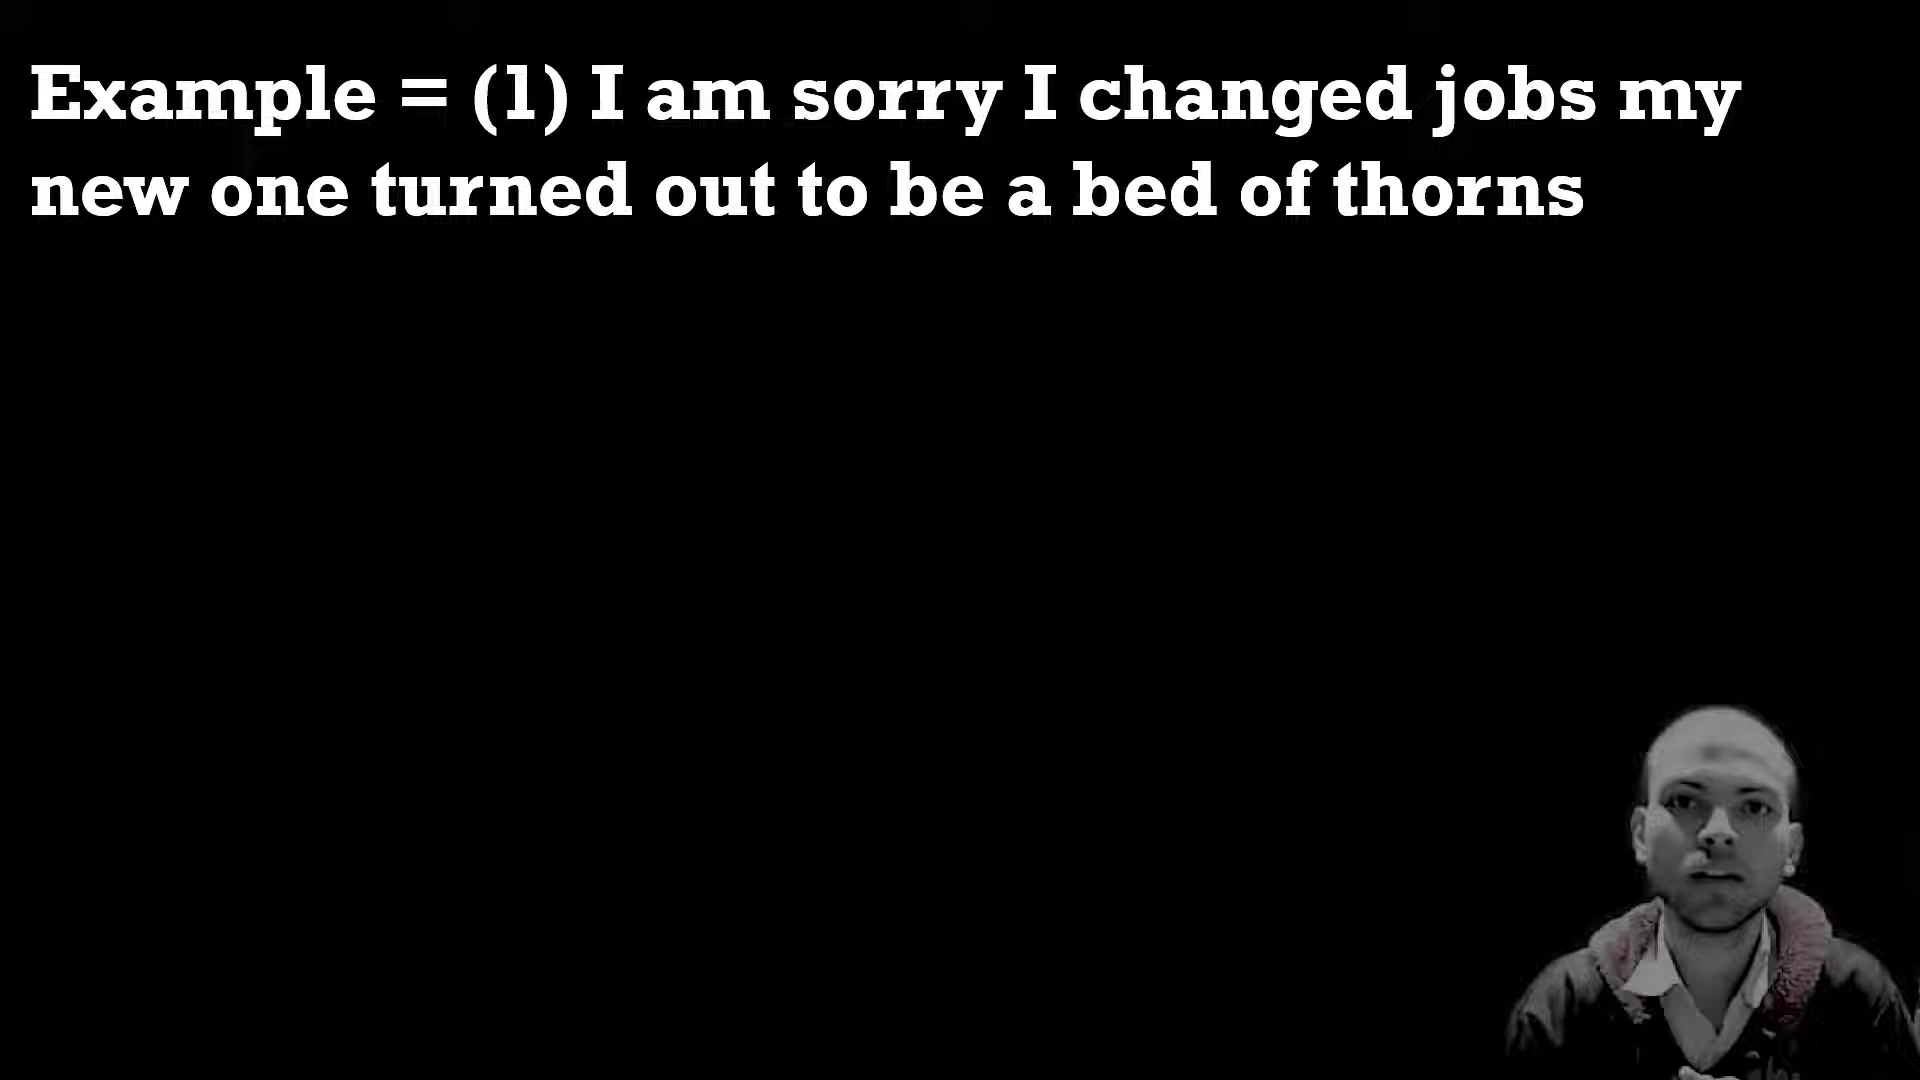 Example = (1) I am sorry I changed jobs my
new one turned out to be a bed of thorns